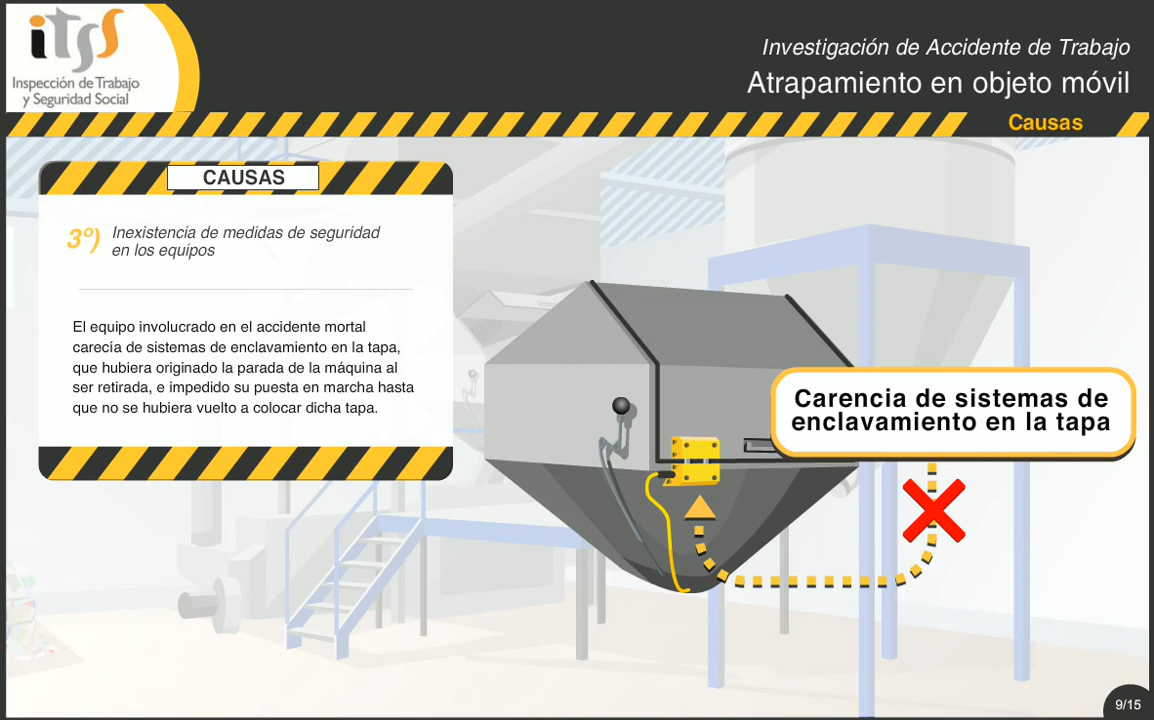 itss
Inspección de Trabajo
y Seguridad Social
Investigación de Accidente de Trabajo
Atrapamiento en objeto móvil
Causas
CAUSAS
3º) Inexistencia de medidas de seguridad
en los equipos
El equipo involucrado en el accidente mortal
carecía de sistemas de enclavamiento en la tapa,
que hubiera originado la parada de la máquina al
ser retirada, e impedido su puesta en marcha hasta
que no se hubiera vuelto a colocar dicha tapa.
Carencia de sistemas de
enclavamiento en la tapa
9/15